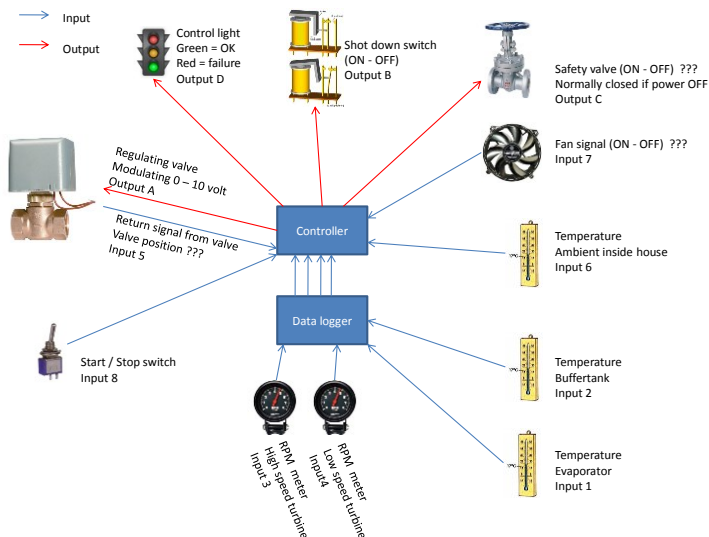 Input
Output
Control light
Green = OK
Red = failure
Output D
Shot down switch
(ON - OFF)
Output B
Safety valve (ON - OFF)  ???
Normally closed if power OFF
Output C
Fan signal (ON - OFF)  ???
Input 7
Regulating valve
Modulating 0 – 10 volt
Output A
Return signal from valve
Valve position ???
Input 5
Controller
Temperature
Ambient inside house
Input 6
Data logger
Start / Stop switch
Input 8
Temperature
Buffertank
Input 2
RPM meter
High speed turbine
Input 3
RPM meter
Low speed turbine
Input4
Temperature
Evaporator
Input 1